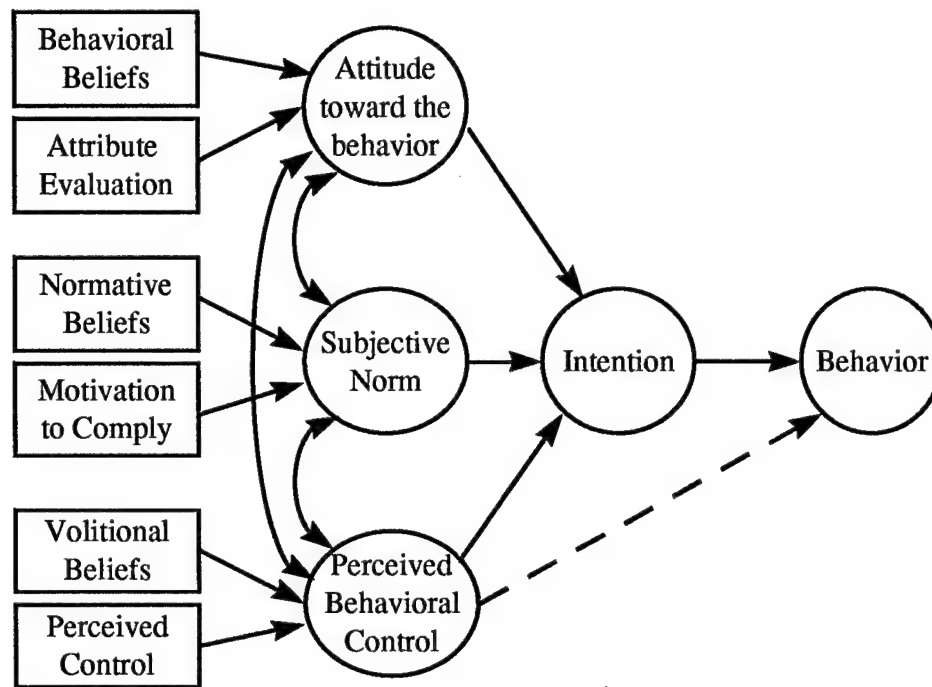 Behavioral
Beliefs
Attribute
Evaluation
Normative
Beliefs
Motivation
to Comply
Volitional
Beliefs
Perceived
Control
Attitude
toward the
behavior
Subjective
Norm
Perceived
Behavioral
Control
Intention
Behavior